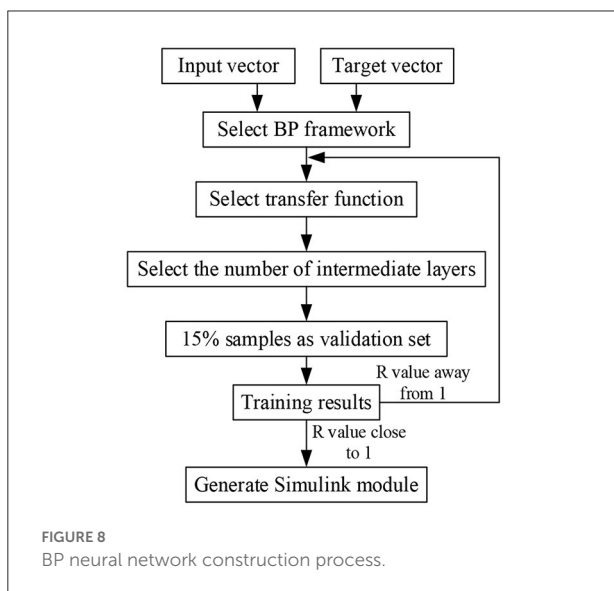 Input vector
Target vector
Select BP framework
Select transfer function
Select the number of intermediate layers
15% samples as validation set
R value away
from 1
Training results
R value close
to 1
Generate Simulink module
FIGURE 8
BP neural network construction process.